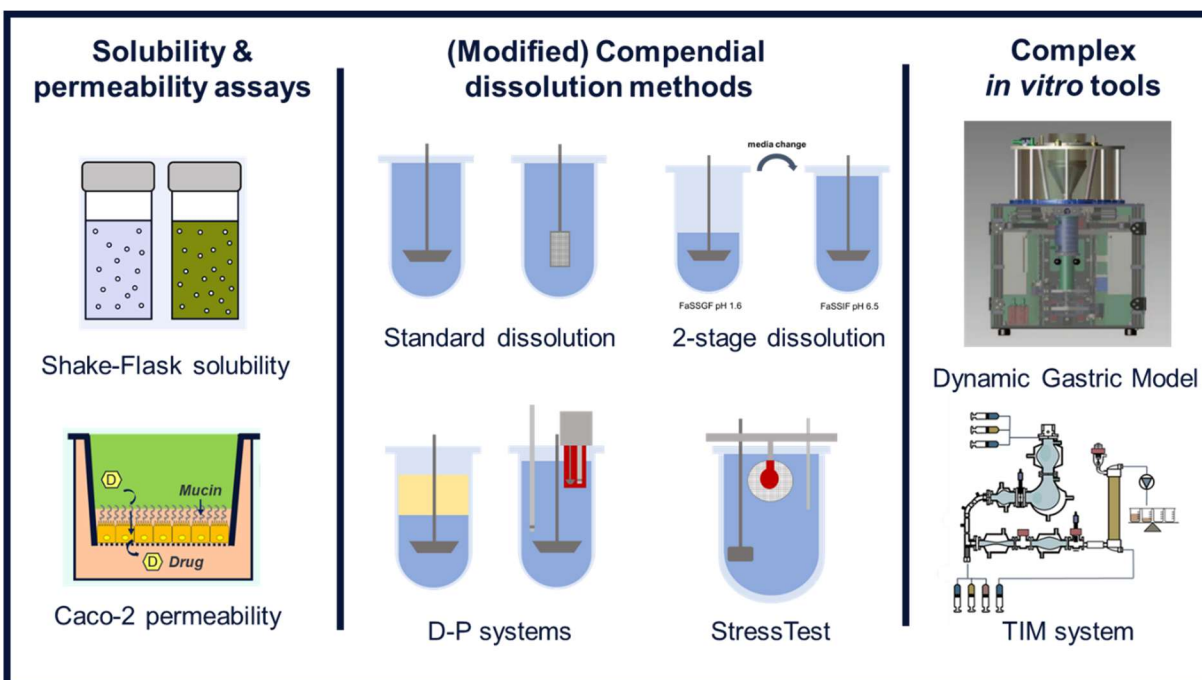 Solubility &
permeability assays
Shake-Flask solubility
D
Mucin
D
Drug
Caco-2 permeability
(Modified) Compendial
dissolution methods
media change
FaSSGF pH 1.6
FaSSIF pH 6.5
Standard dissolution
2-stage dissolution
D-P systems
StressTest
Complex
in vitro tools
Dynamic Gastric Model
TIM system